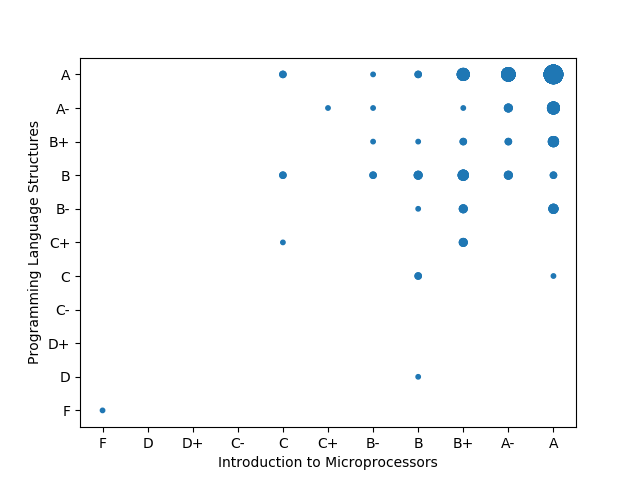 Programming Language Structures
A
A-
B+
B
B-
C+
C
C-
D+
D
F
F D D+ C- C C+ B- B B+ A- A
Introduction to Microprocessors